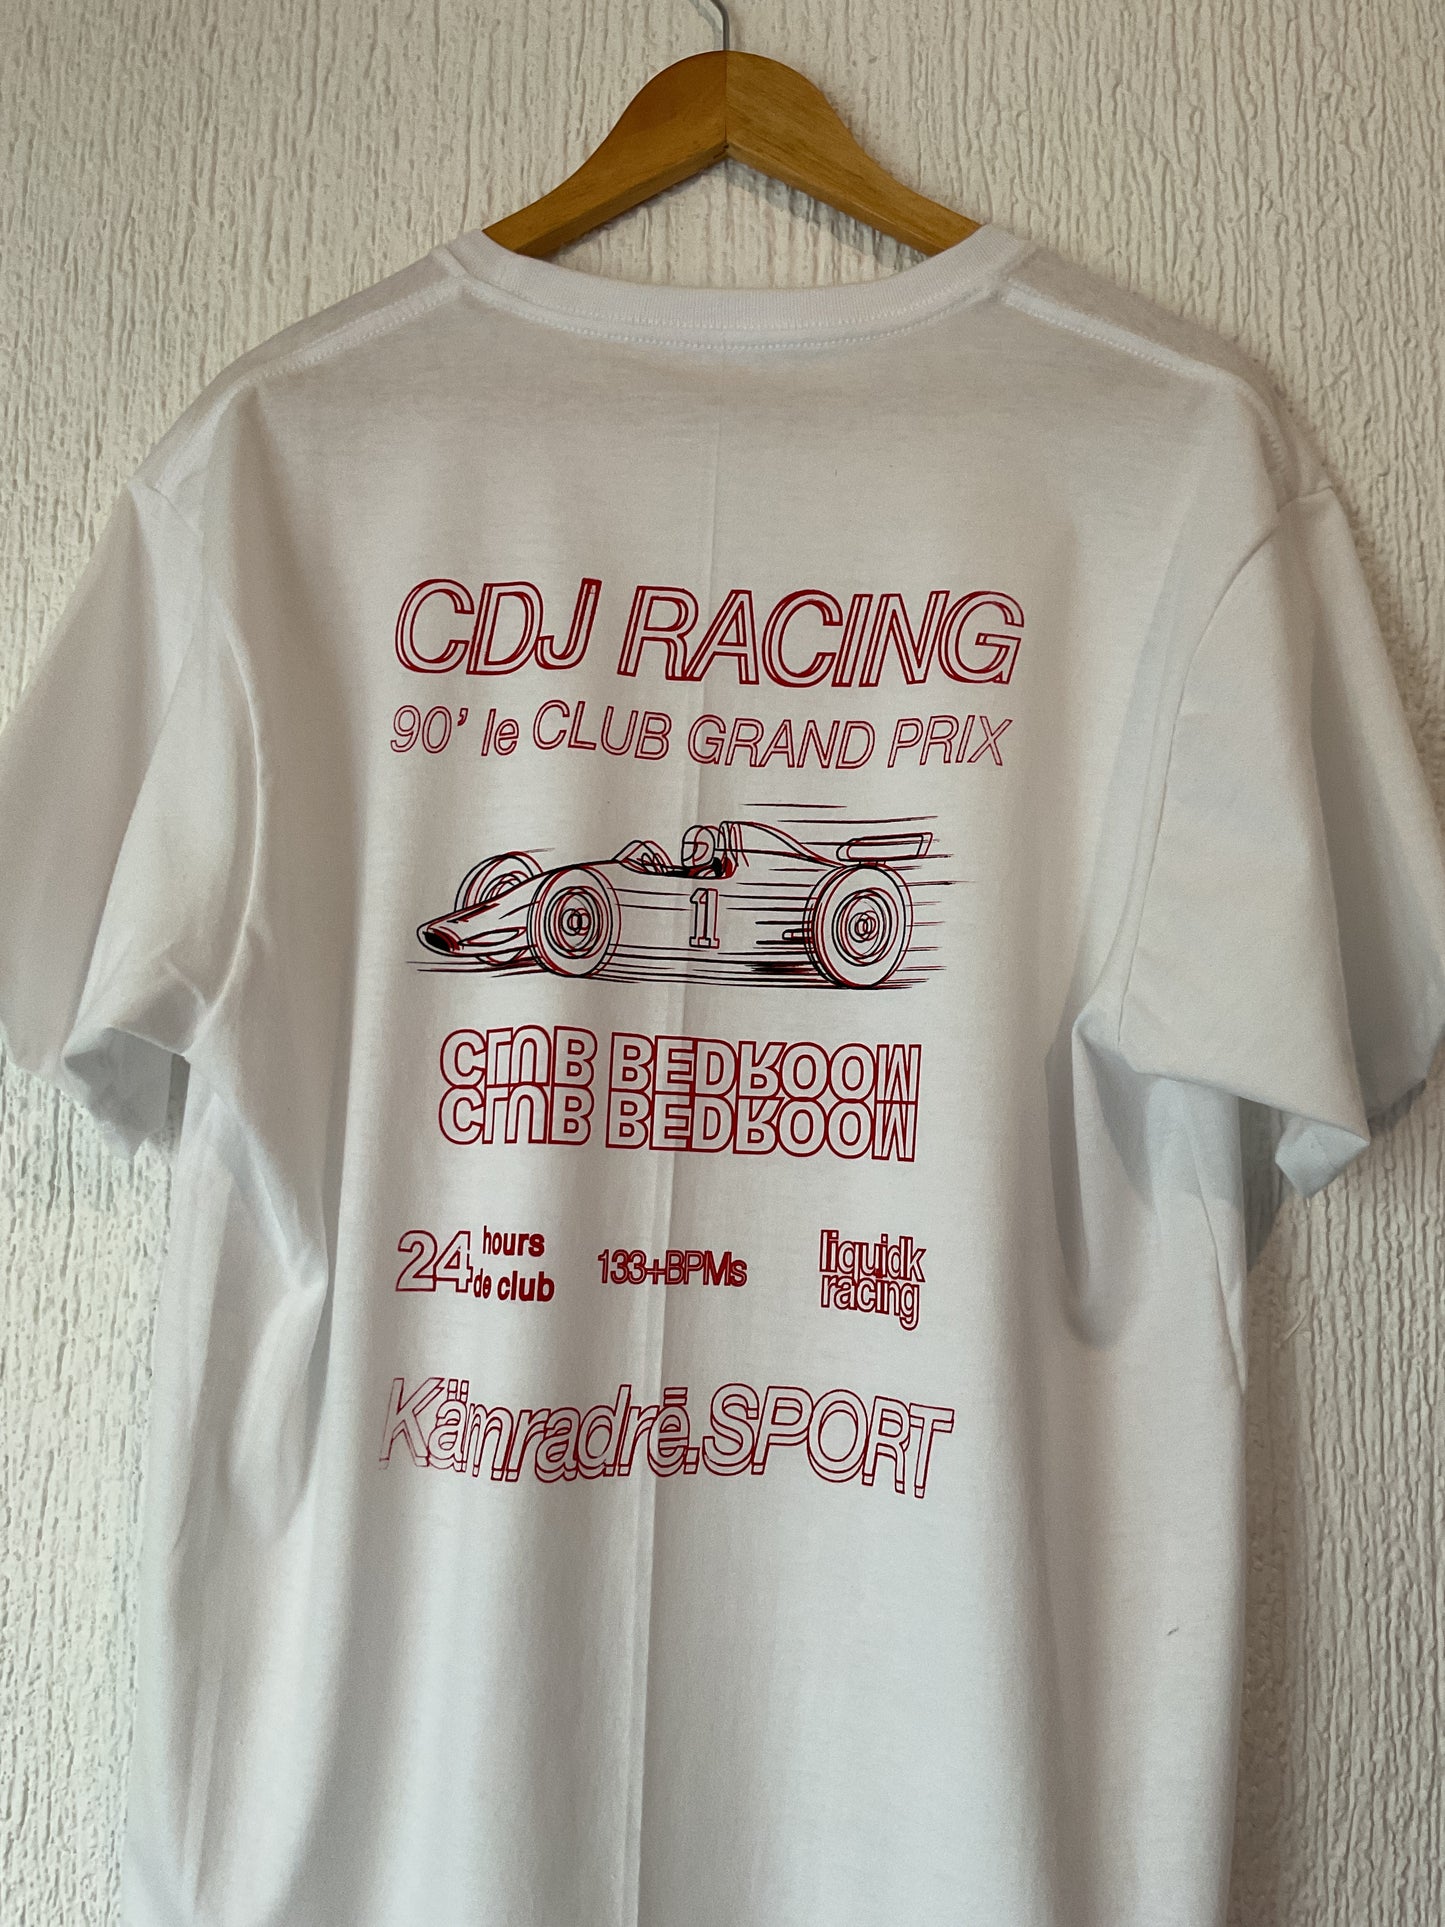 CDJ RACING
90' le CLUB GRAND PRIX
1
CLUB BEDROOM
CLUB BEDROOM
24 hours
de club
133+BPMs
liquidk
racing
Kämradrē.SPORT